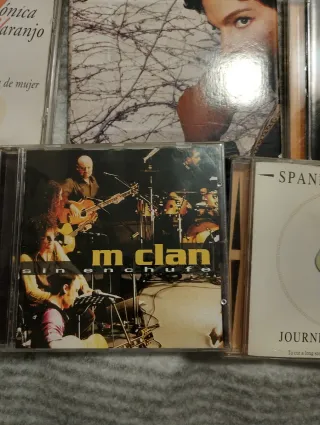 ónica
aranjo
de mujer
m clan
sin enchufe
SPAN
JOURN